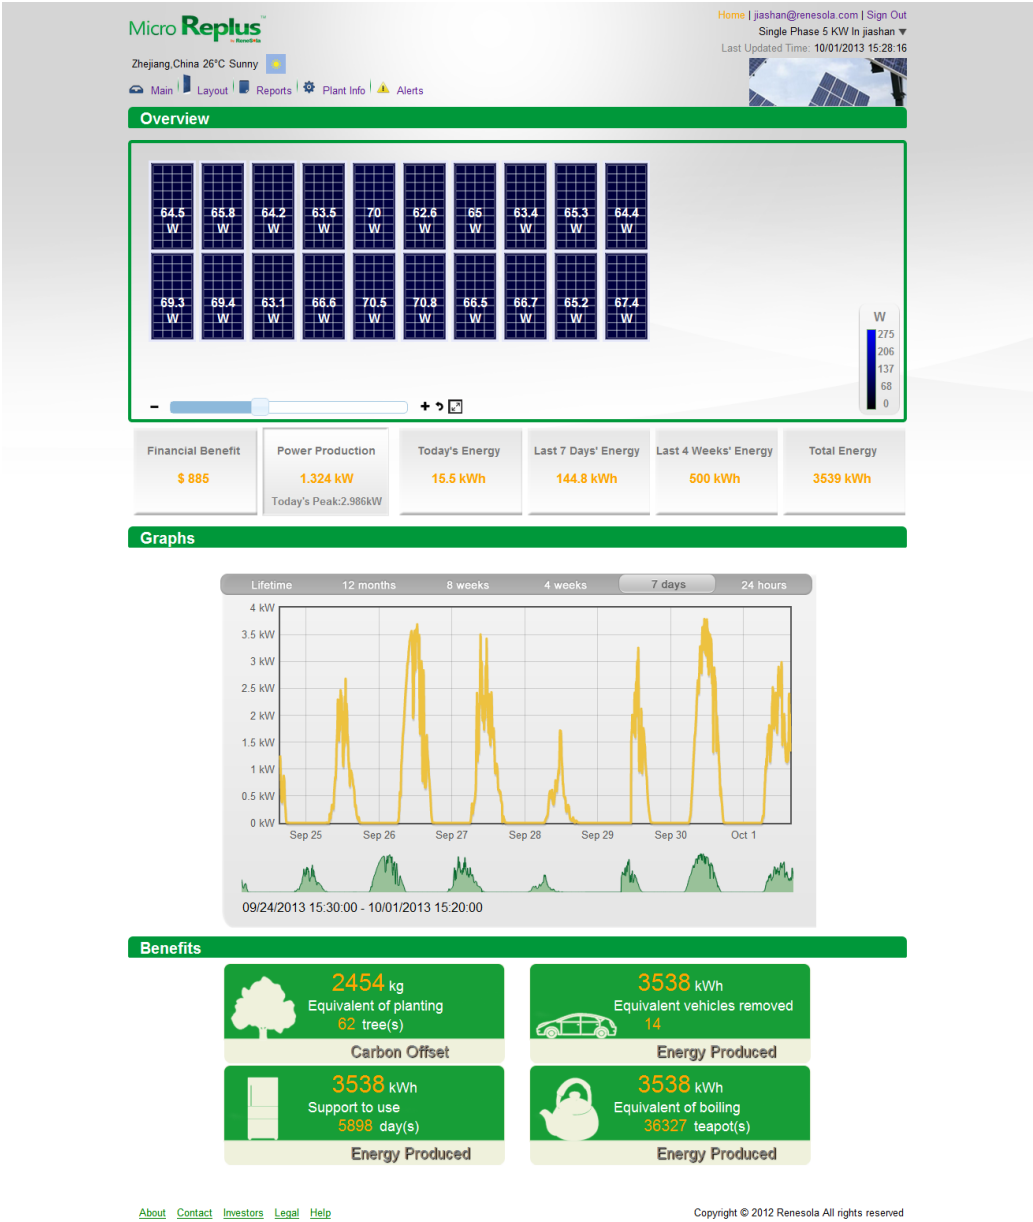 Micro Replus™
by ReneSola
Home | jiashan@renesola.com | Sign Out
Single Phase 5 KW In jiashan ▼
Last Updated Time: 10/01/2013 15:28:16
Zhejiang,China 26°C Sunny
Main | Layout | Reports | Plant Info | Alerts
Overview
64.5 W 65.8 W 64.2 W 63.5 W 70 W 62.6 W 65 W 63.4 W 65.3 W 64.4 W
69.3 W 69.4 W 63.1 W 66.6 W 70.5 W 70.8 W 66.5 W 66.7 W 65.2 W 67.4 W
W
275
206
137
68
0
Financial Benefit
$ 885
Power Production
1.324 kW
Today's Peak:2.986kW
Today's Energy
15.5 kWh
Last 7 Days' Energy
144.8 kWh
Last 4 Weeks' Energy
500 kWh
Total Energy
3539 kWh
Graphs
Lifetime 12 months 8 weeks 4 weeks 7 days 24 hours
4 kW
3.5 kW
3 kW
2.5 kW
2 kW
1.5 kW
1 kW
0.5 kW
0 kW
Sep 25 Sep 26 Sep 27 Sep 28 Sep 29 Sep 30 Oct 1
09/24/2013 15:30:00 - 10/01/2013 15:20:00
Benefits
2454 kg
Equivalent of planting
62 tree(s)
Carbon Offset
3538 kWh
Equivalent vehicles removed
14
Energy Produced
3538 kWh
Support to use
5898 day(s)
Energy Produced
3538 kWh
Equivalent of boiling
36327 teapot(s)
Energy Produced
About Contact Investors Legal Help
Copyright © 2012 Renesola All rights reserved